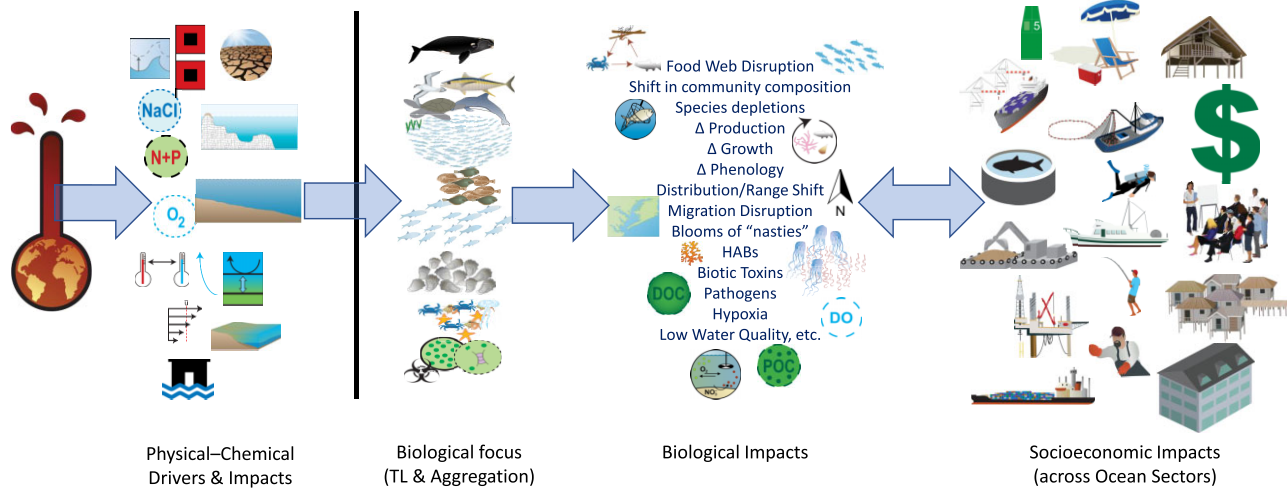 NaCl
N+P
O₂
Food Web Disruption
Shift in community composition
Species depletions
Δ Production
Δ Growth
Δ Phenology
Distribution/Range Shift
Migration Disruption
Blooms of “nasties”
HABs
Biotic Toxins
Pathogens
Hypoxia
Low Water Quality, etc.
N
DOC
DO
POC
O₂
NO₃
5
$
Physical–Chemical
Drivers & Impacts
Biological focus
(TL & Aggregation)
Biological Impacts
Socioeconomic Impacts
(across Ocean Sectors)